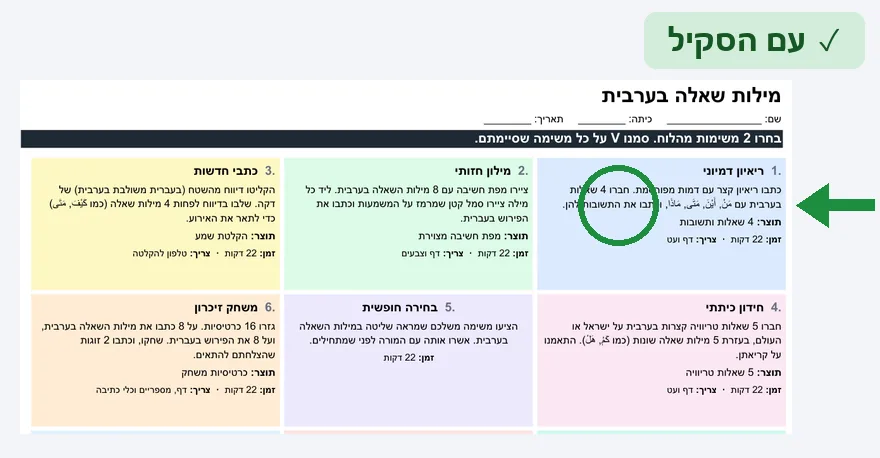 ✓ עם הסקיל
מילות שאלה בערבית
שם: ____________ כיתה: ________ תאריך: ________
בחרו 2 משימות מהלוח. סמנו V על כל משימה שסיימתם.
1. ריאיון דמיוני
כתבו ריאיון קצר עם דמות מפורסמת. חברו 4 שאלות
בערבית עם مَنْ, أَيْنَ, مَتَى, مَاذَا, וכתבו את התשובות להן.
תוצר: 4 שאלות ותשובות
זמן: 22 דקות · צריך: דף ועט
2. מילון חזותי
ציירו מפת חשיבה עם 8 מילות השאלה בערבית. ליד כל
מילה ציירו סמל קטן שמרמז על המשמעות וכתבו את
הפירוש בעברית.
תוצר: מפת חשיבה מצוירת
זמן: 22 דקות · צריך: דף וצבעים
3. כתבי חדשות
הקליטו דיווח מהשטח (בעברית משולבת בערבית) של
דקה. שלבו בדיווח לפחות 4 מילות שאלה (כמו كَيْفَ, مَتَى)
כדי לתאר את האירוע.
תוצר: הקלטת שמע
זמן: 22 דקות · צריך: טלפון להקלטה
4. חידון כיתתי
חברו 5 שאלות טריוויה קצרות בערבית על ישראל או
העולם, בעזרת 5 מילות שאלה שונות (כמו كَمْ, هَلْ). התאמנו
על קריאתן.
תוצר: 5 שאלות טריוויה
זמן: 22 דקות · צריך: דף ועט
5. בחירה חופשית
הציעו משימה משלכם שמראה שליטה במילות השאלה
בערבית. אשרו אותה עם המורה לפני שמתחילים.
זמן: 22 דקות
6. משחק זיכרון
גזרו 16 כרטיסיות. על 8 כתבו את מילות השאלה בערבית,
ועל 8 את הפירוש בעברית. שחקו, וכתבו 2 זוגות
שהצלחתם להתאים.
תוצר: כרטיסיות משחק
זמן: 22 דקות · צריך: דף, מספריים וכלי כתיבה